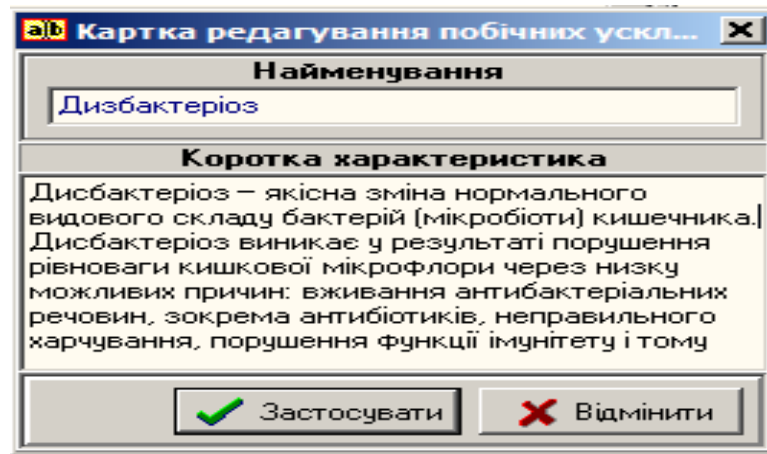 a|b Картка редагування побічних ускл...
Найменування
Дизбактеріоз
Коротка характеристика
Дисбактеріоз – якісна зміна нормального
видового складу бактерій (мікробіоти) кишечника.
Дисбактеріоз виникає у результаті порушення
рівноваги кишкової мікрофлори через низку
можливих причин: вживання антибактеріальних
речовин, зокрема антибіотиків, неправильного
харчування, порушення функції імунітету і тому
Застосувати
Відмінити